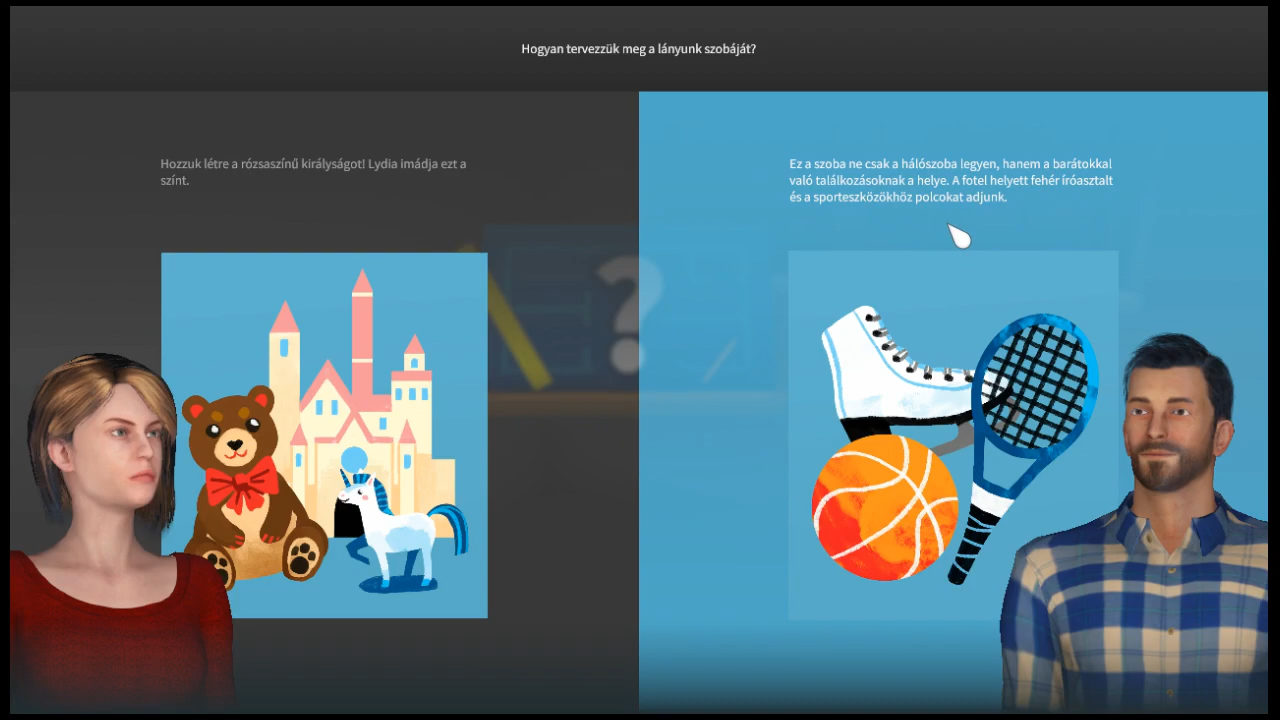 Hogyan tervezzük meg a lányunk szobáját?
Hozzuk létre a rózsaszínű királyságot! Lydia imádja ezt a
színt.
Ez a szoba ne csak a hálószoba legyen, hanem a barátokkal
való találkozásoknak a helye. A fotel helyett fehér íróasztalt
és a sporteszközökhöz polcokat adjunk.